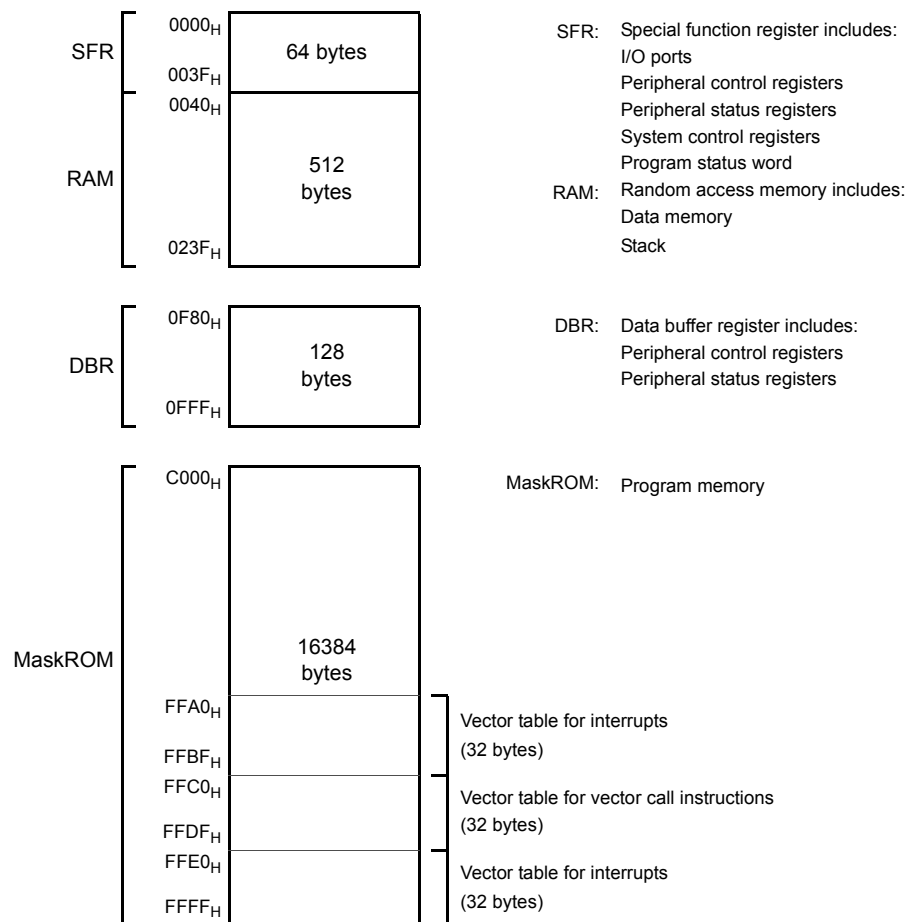 SFR
0000H
64 bytes
003FH
RAM
0040H
512
bytes
023FH
SFR: Special function register includes:
I/O ports
Peripheral control registers
Peripheral status registers
System control registers
Program status word
RAM: Random access memory includes:
Data memory
Stack
DBR
0F80H
128
bytes
0FFFH
DBR: Data buffer register includes:
Peripheral control registers
Peripheral status registers
MaskROM
C000H
16384
bytes
MaskROM: Program memory
FFA0H
FFBFH
Vector table for interrupts
(32 bytes)
FFC0H
FFDFH
Vector table for vector call instructions
(32 bytes)
FFE0H
FFFFH
Vector table for interrupts
(32 bytes)